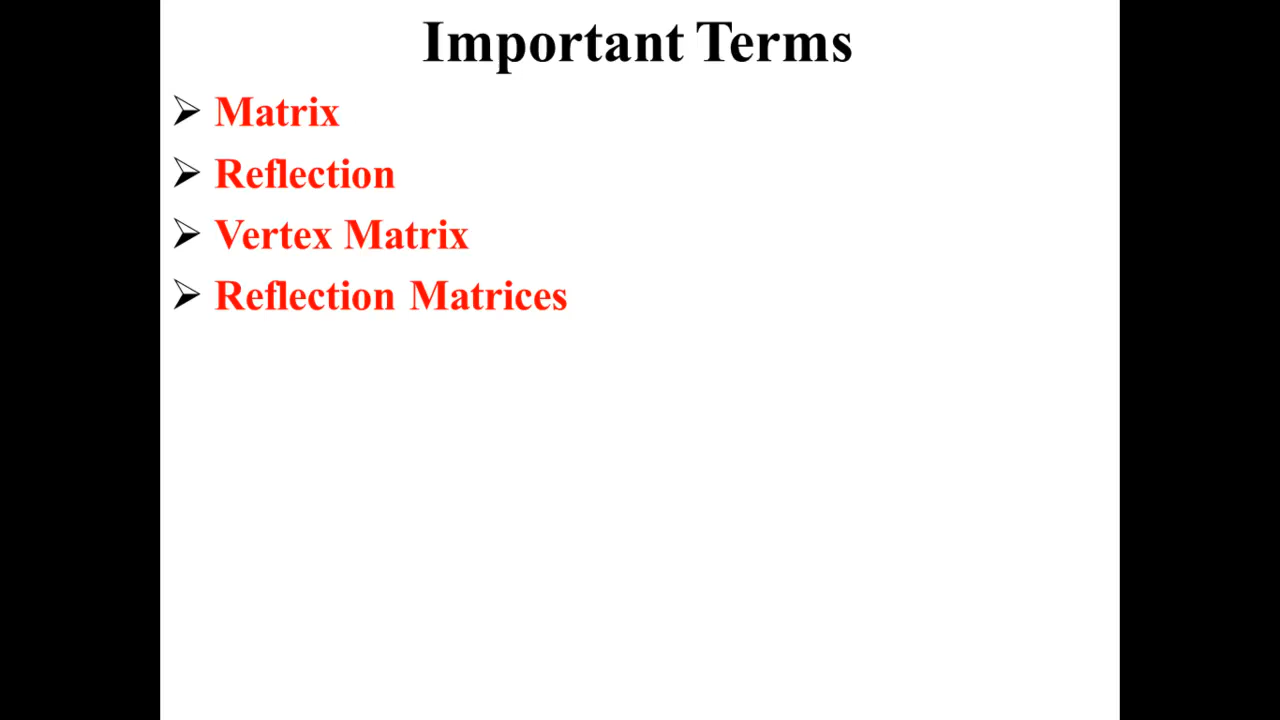 Important Terms
➢ Matrix
➢ Reflection
➢ Vertex Matrix
➢ Reflection Matrices